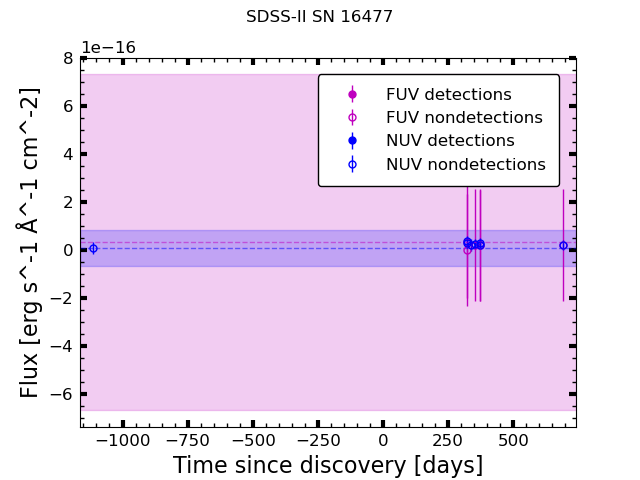 SDSS-II SN 16477
1e−16
8
6
4
2
0
−2
−4
−6
Flux [erg s^-1 Å^-1 cm^-2]
FUV detections
FUV nondetections
NUV detections
NUV nondetections
−1000 −750 −500 −250 0 250 500
Time since discovery [days]